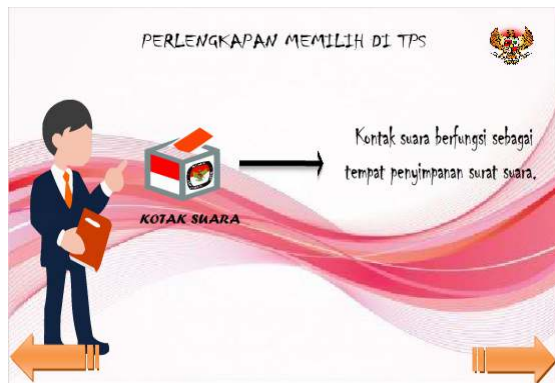 PERLENGKAPAN MEMILIH DI TPS
Kontak suara berfungsi sebagai
tempat penyimpanan surat suara.
KOTAK SUARA